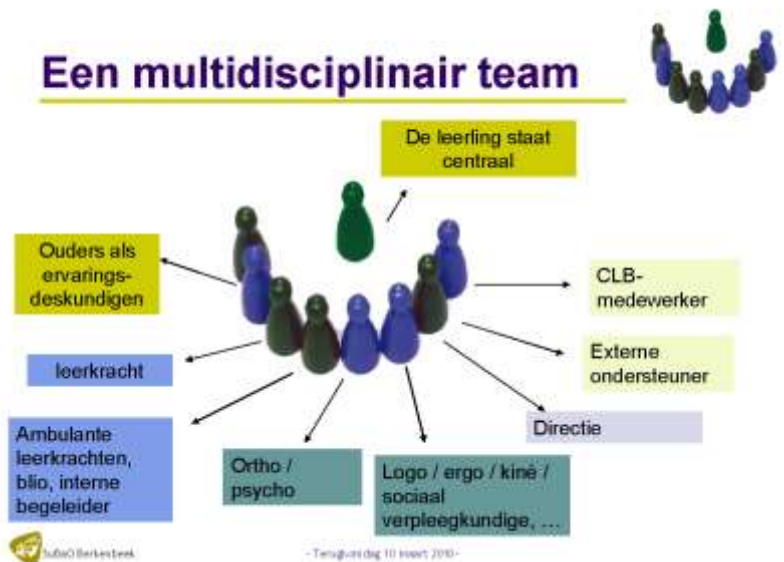 Een multidisciplinair team
De leerling staat
centraal
Ouders als
ervarings-
deskundigen
CLB-
medewerker
leerkracht
Externe
ondersteuner
Ambulante
leerkrachten,
blio, interne
begeleider
Ortho /
psycho
Logo / ergo / kiné /
sociaal
verpleegkundige, ...
Directie
SuBaO Berkenbeek
- Terugkomdag 10 maart 2010-